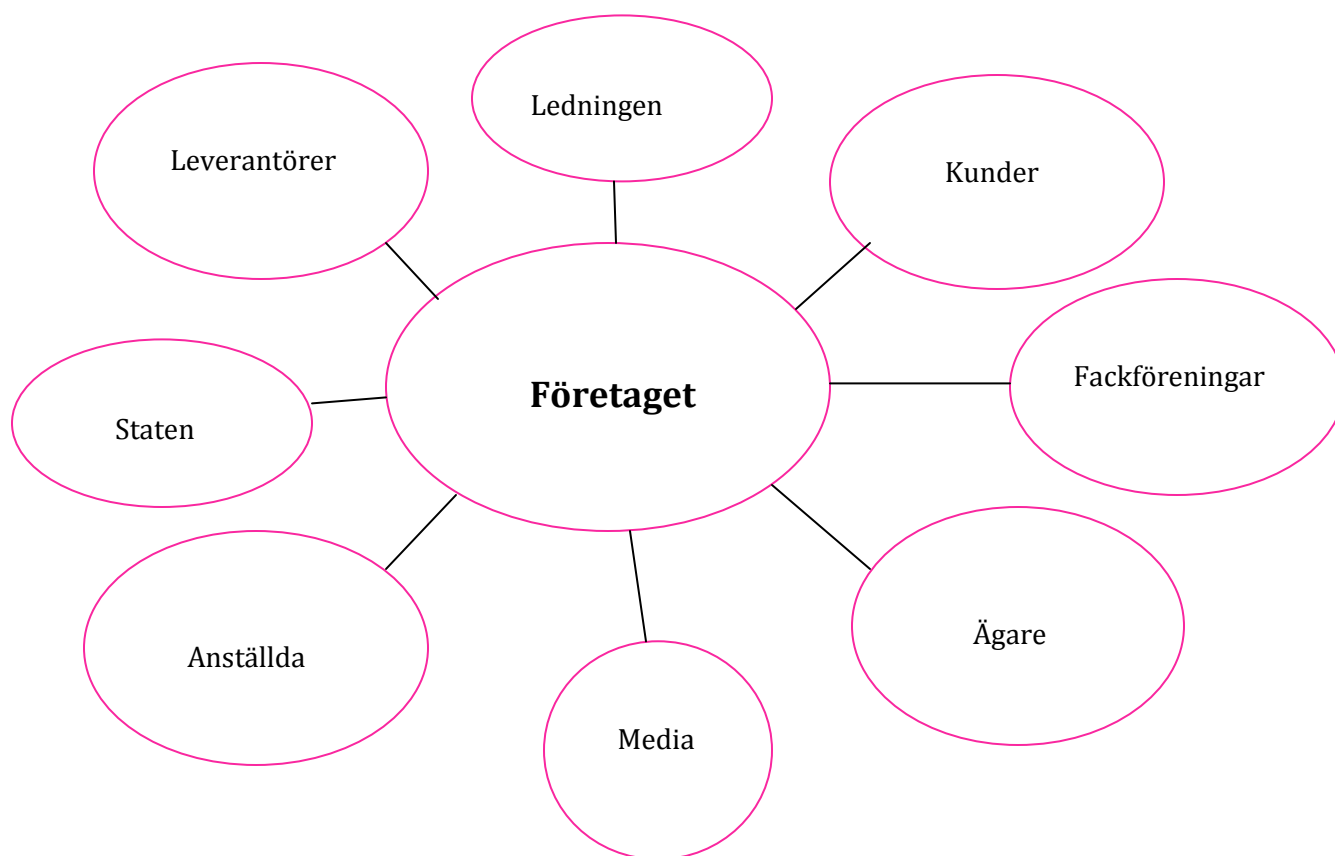 Ledningen
Leverantörer
Kunder
Fackföreningar
Företaget
Staten
Ägare
Anställda
Media